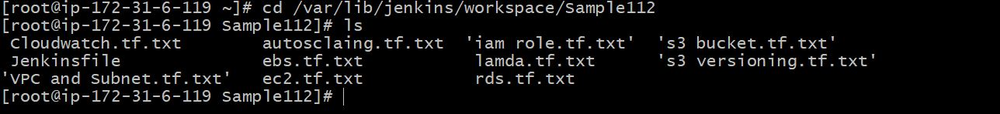 [root@ip-172-31-6-119 ~]# cd /var/lib/jenkins/workspace/Sample112
[root@ip-172-31-6-119 Sample112]# ls
 Cloudwatch.tf.txt       autosclaing.tf.txt  'iam role.tf.txt'  's3 bucket.tf.txt'
 Jenkinsfile             ebs.tf.txt           lamda.tf.txt      's3 versioning.tf.txt'
'VPC and Subnet.tf.txt'  ec2.tf.txt           rds.tf.txt
[root@ip-172-31-6-119 Sample112]#